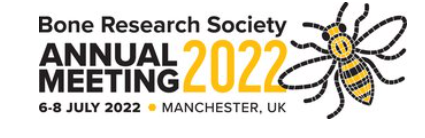 Bone Research Society
ANNUAL
MEETING 2022
6-8 JULY 2022 • MANCHESTER, UK